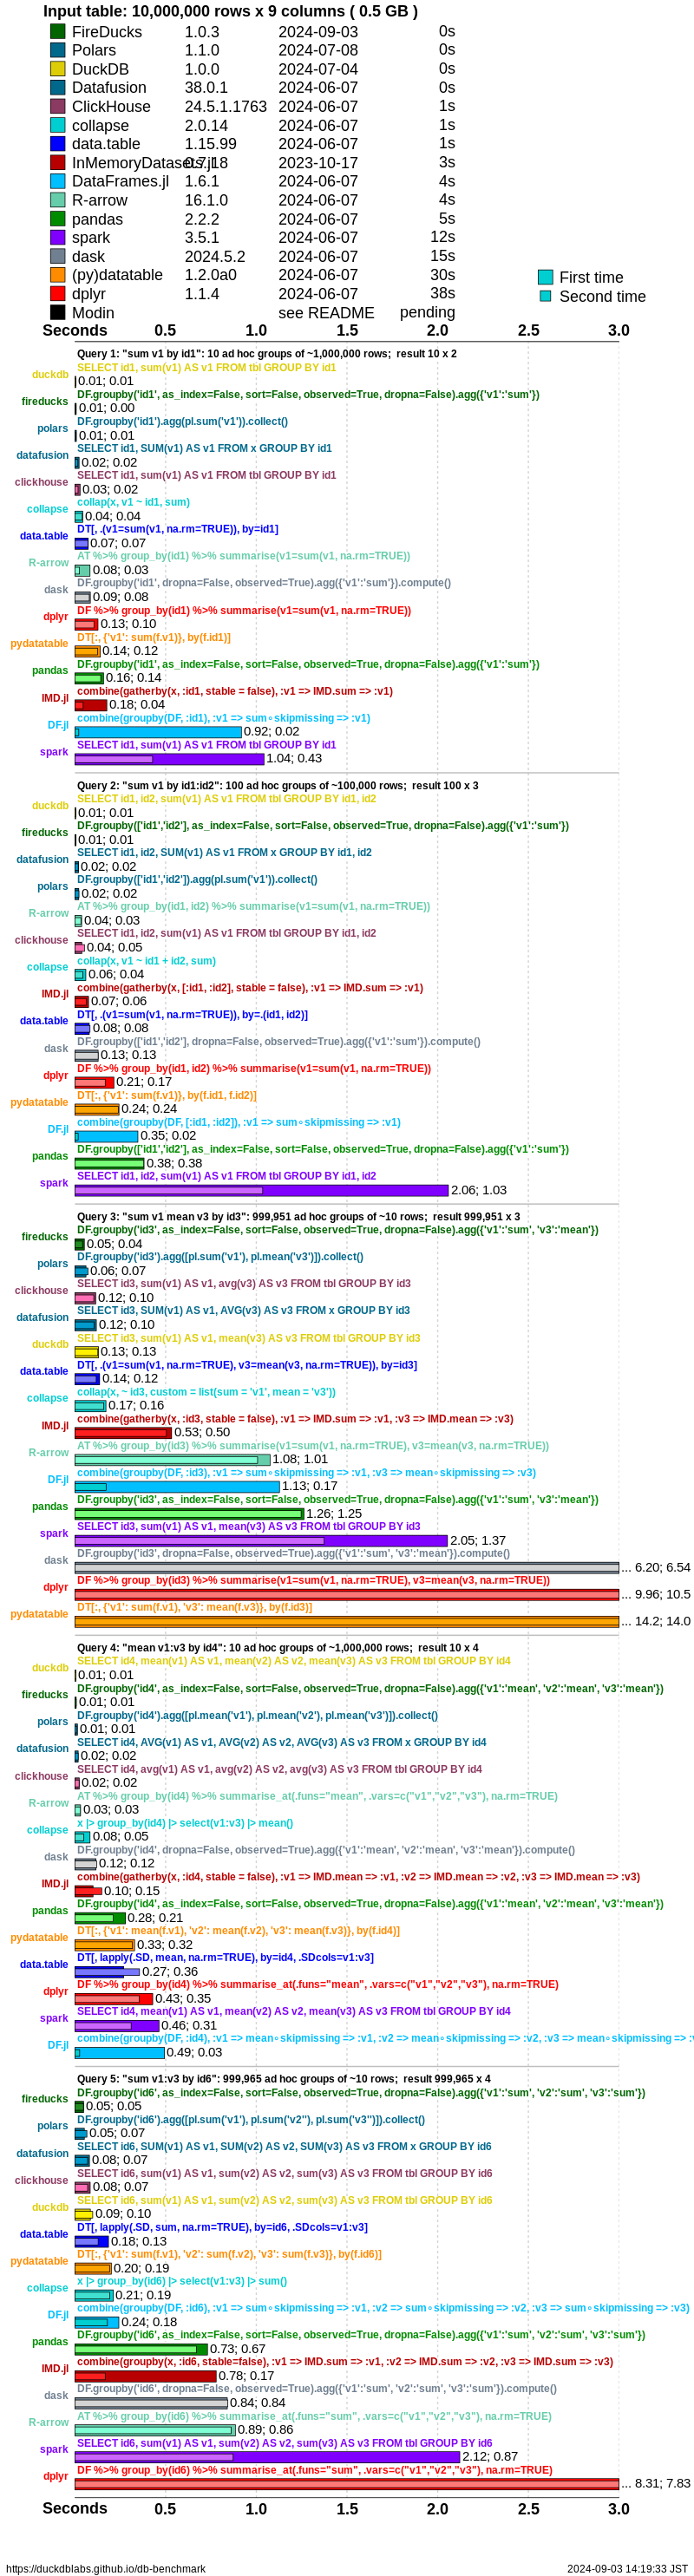 Input table: 10,000,000 rows x 9 columns ( 0.5 GB )
FireDucks 1.0.3 2024-09-03 0s
Polars 1.1.0 2024-07-08 0s
DuckDB 1.0.0 2024-07-04 0s
Datafusion 38.0.1 2024-06-07 0s
ClickHouse 24.5.1.1763 2024-06-07 1s
collapse 2.0.14 2024-06-07 1s
data.table 1.15.99 2024-06-07 1s
InMemoryDatasets.jl 0.7.18 2023-10-17 3s
DataFrames.jl 1.6.1 2024-06-07 4s
R-arrow 16.1.0 2024-06-07 4s
pandas 2.2.2 2024-06-07 5s
spark 3.5.1 2024-06-07 12s
dask 2024.5.2 2024-06-07 15s
(py)datatable 1.2.0a0 2024-06-07 30s
dplyr 1.1.4 2024-06-07 38s
Modin see README pending
First time
Second time
Seconds 0.5 1.0 1.5 2.0 2.5 3.0
Query 1: "sum v1 by id1": 10 ad hoc groups of ~1,000,000 rows; result 10 x 2
duckdb SELECT id1, sum(v1) AS v1 FROM tbl GROUP BY id1
0.01; 0.01
fireducks DF.groupby('id1', as_index=False, sort=False, observed=True, dropna=False).agg({'v1':'sum'})
0.01; 0.00
polars DF.groupby('id1').agg(pl.sum('v1')).collect()
0.01; 0.01
datafusion SELECT id1, SUM(v1) AS v1 FROM x GROUP BY id1
0.02; 0.02
clickhouse SELECT id1, sum(v1) AS v1 FROM tbl GROUP BY id1
0.03; 0.02
collapse collap(x, v1 ~ id1, sum)
0.04; 0.04
data.table DT[, .(v1=sum(v1, na.rm=TRUE)), by=id1]
0.07; 0.07
R-arrow AT %>% group_by(id1) %>% summarise(v1=sum(v1, na.rm=TRUE))
0.08; 0.03
dask DF.groupby('id1', dropna=False, observed=True).agg({'v1':'sum'}).compute()
0.09; 0.08
dplyr DF %>% group_by(id1) %>% summarise(v1=sum(v1, na.rm=TRUE))
0.13; 0.10
pydatatable DT[:, {'v1': sum(f.v1)}, by(f.id1)]
0.14; 0.12
pandas DF.groupby('id1', as_index=False, sort=False, observed=True, dropna=False).agg({'v1':'sum'})
0.16; 0.14
IMD.jl combine(gatherby(x, :id1, stable = false), :v1 => IMD.sum => :v1)
0.18; 0.04
DF.jl combine(groupby(DF, :id1), :v1 => sum∘skipmissing => :v1)
0.92; 0.02
spark SELECT id1, sum(v1) AS v1 FROM tbl GROUP BY id1
1.04; 0.43
Query 2: "sum v1 by id1:id2": 100 ad hoc groups of ~100,000 rows; result 100 x 3
duckdb SELECT id1, id2, sum(v1) AS v1 FROM tbl GROUP BY id1, id2
0.01; 0.01
fireducks DF.groupby(['id1','id2'], as_index=False, sort=False, observed=True, dropna=False).agg({'v1':'sum'})
0.01; 0.01
datafusion SELECT id1, id2, SUM(v1) AS v1 FROM x GROUP BY id1, id2
0.02; 0.02
polars DF.groupby(['id1','id2']).agg(pl.sum('v1')).collect()
0.02; 0.02
R-arrow AT %>% group_by(id1, id2) %>% summarise(v1=sum(v1, na.rm=TRUE))
0.04; 0.03
clickhouse SELECT id1, id2, sum(v1) AS v1 FROM tbl GROUP BY id1, id2
0.04; 0.05
collapse collap(x, v1 ~ id1 + id2, sum)
0.06; 0.04
IMD.jl combine(gatherby(x, [:id1, :id2], stable = false), :v1 => IMD.sum => :v1)
0.07; 0.06
data.table DT[, .(v1=sum(v1, na.rm=TRUE)), by=.(id1, id2)]
0.08; 0.08
dask DF.groupby(['id1','id2'], dropna=False, observed=True).agg({'v1':'sum'}).compute()
0.13; 0.13
dplyr DF %>% group_by(id1, id2) %>% summarise(v1=sum(v1, na.rm=TRUE))
0.21; 0.17
pydatatable DT[:, {'v1': sum(f.v1)}, by(f.id1, f.id2)]
0.24; 0.24
DF.jl combine(groupby(DF, [:id1, :id2]), :v1 => sum∘skipmissing => :v1)
0.35; 0.02
pandas DF.groupby(['id1','id2'], as_index=False, sort=False, observed=True, dropna=False).agg({'v1':'sum'})
0.38; 0.38
spark SELECT id1, id2, sum(v1) AS v1 FROM tbl GROUP BY id1, id2
2.06; 1.03
Query 3: "sum v1 mean v3 by id3": 999,951 ad hoc groups of ~10 rows; result 999,951 x 3
fireducks DF.groupby('id3', as_index=False, sort=False, observed=True, dropna=False).agg({'v1':'sum', 'v3':'mean'})
0.05; 0.04
polars DF.groupby('id3').agg([pl.sum('v1'), pl.mean('v3')]).collect()
0.06; 0.07
clickhouse SELECT id3, sum(v1) AS v1, avg(v3) AS v3 FROM tbl GROUP BY id3
0.12; 0.10
datafusion SELECT id3, SUM(v1) AS v1, AVG(v3) AS v3 FROM x GROUP BY id3
0.12; 0.10
duckdb SELECT id3, sum(v1) AS v1, mean(v3) AS v3 FROM tbl GROUP BY id3
0.13; 0.13
data.table DT[, .(v1=sum(v1, na.rm=TRUE), v3=mean(v3, na.rm=TRUE)), by=id3]
0.14; 0.12
collapse collap(x, ~ id3, custom = list(sum = 'v1', mean = 'v3'))
0.17; 0.16
IMD.jl combine(gatherby(x, :id3, stable = false), :v1 => IMD.sum => :v1, :v3 => IMD.mean => :v3)
0.53; 0.50
R-arrow AT %>% group_by(id3) %>% summarise(v1=sum(v1, na.rm=TRUE), v3=mean(v3, na.rm=TRUE))
1.08; 1.01
DF.jl combine(groupby(DF, :id3), :v1 => sum∘skipmissing => :v1, :v3 => mean∘skipmissing => :v3)
1.13; 0.17
pandas DF.groupby('id3', as_index=False, sort=False, observed=True, dropna=False).agg({'v1':'sum', 'v3':'mean'})
1.26; 1.25
spark SELECT id3, sum(v1) AS v1, mean(v3) AS v3 FROM tbl GROUP BY id3
2.05; 1.37
dask DF.groupby('id3', dropna=False, observed=True).agg({'v1':'sum', 'v3':'mean'}).compute()
... 6.20; 6.54
dplyr DF %>% group_by(id3) %>% summarise(v1=sum(v1, na.rm=TRUE), v3=mean(v3, na.rm=TRUE))
... 9.96; 10.5
pydatatable DT[:, {'v1': sum(f.v1), 'v3': mean(f.v3)}, by(f.id3)]
... 14.2; 14.0
Query 4: "mean v1:v3 by id4": 10 ad hoc groups of ~1,000,000 rows; result 10 x 4
duckdb SELECT id4, mean(v1) AS v1, mean(v2) AS v2, mean(v3) AS v3 FROM tbl GROUP BY id4
0.01; 0.01
fireducks DF.groupby('id4', as_index=False, sort=False, observed=True, dropna=False).agg({'v1':'mean', 'v2':'mean', 'v3':'mean'})
0.01; 0.01
polars DF.groupby('id4').agg([pl.mean('v1'), pl.mean('v2'), pl.mean('v3')]).collect()
0.01; 0.01
datafusion SELECT id4, AVG(v1) AS v1, AVG(v2) AS v2, AVG(v3) AS v3 FROM x GROUP BY id4
0.02; 0.02
clickhouse SELECT id4, avg(v1) AS v1, avg(v2) AS v2, avg(v3) AS v3 FROM tbl GROUP BY id4
0.02; 0.02
R-arrow AT %>% group_by(id4) %>% summarise_at(.funs="mean", .vars=c("v1","v2","v3"), na.rm=TRUE)
0.03; 0.03
collapse x |> group_by(id4) |> select(v1:v3) |> mean()
0.08; 0.05
dask DF.groupby('id4', dropna=False, observed=True).agg({'v1':'mean', 'v2':'mean', 'v3':'mean'}).compute()
0.12; 0.12
IMD.jl combine(gatherby(x, :id4, stable = false), :v1 => IMD.mean => :v1, :v2 => IMD.mean => :v2, :v3 => IMD.mean => :v3)
0.10; 0.15
pandas DF.groupby('id4', as_index=False, sort=False, observed=True, dropna=False).agg({'v1':'mean', 'v2':'mean', 'v3':'mean'})
0.28; 0.21
pydatatable DT[:, {'v1': mean(f.v1), 'v2': mean(f.v2), 'v3': mean(f.v3)}, by(f.id4)]
0.33; 0.32
data.table DT[, lapply(.SD, mean, na.rm=TRUE), by=id4, .SDcols=v1:v3]
0.27; 0.36
dplyr DF %>% group_by(id4) %>% summarise_at(.funs="mean", .vars=c("v1","v2","v3"), na.rm=TRUE)
0.43; 0.35
spark SELECT id4, mean(v1) AS v1, mean(v2) AS v2, mean(v3) AS v3 FROM tbl GROUP BY id4
0.46; 0.31
DF.jl combine(groupby(DF, :id4), :v1 => mean∘skipmissing => :v1, :v2 => mean∘skipmissing => :v2, :v3 => mean∘skipmissing => :v
0.49; 0.03
Query 5: "sum v1:v3 by id6": 999,965 ad hoc groups of ~10 rows; result 999,965 x 4
fireducks DF.groupby('id6', as_index=False, sort=False, observed=True, dropna=False).agg({'v1':'sum', 'v2':'sum', 'v3':'sum'})
0.05; 0.05
polars DF.groupby('id6').agg([pl.sum('v1'), pl.sum('v2''), pl.sum('v3'')]).collect()
0.05; 0.07
datafusion SELECT id6, SUM(v1) AS v1, SUM(v2) AS v2, SUM(v3) AS v3 FROM x GROUP BY id6
0.08; 0.07
clickhouse SELECT id6, sum(v1) AS v1, sum(v2) AS v2, sum(v3) AS v3 FROM tbl GROUP BY id6
0.08; 0.07
duckdb SELECT id6, sum(v1) AS v1, sum(v2) AS v2, sum(v3) AS v3 FROM tbl GROUP BY id6
0.09; 0.10
data.table DT[, lapply(.SD, sum, na.rm=TRUE), by=id6, .SDcols=v1:v3]
0.18; 0.13
pydatatable DT[:, {'v1': sum(f.v1), 'v2': sum(f.v2), 'v3': sum(f.v3)}, by(f.id6)]
0.20; 0.19
collapse x |> group_by(id6) |> select(v1:v3) |> sum()
0.21; 0.19
DF.jl combine(groupby(DF, :id6), :v1 => sum∘skipmissing => :v1, :v2 => sum∘skipmissing => :v2, :v3 => sum∘skipmissing => :v3)
0.24; 0.18
pandas DF.groupby('id6', as_index=False, sort=False, observed=True, dropna=False).agg({'v1':'sum', 'v2':'sum', 'v3':'sum'})
0.73; 0.67
IMD.jl combine(groupby(x, :id6, stable=false), :v1 => IMD.sum => :v1, :v2 => IMD.sum => :v2, :v3 => IMD.sum => :v3)
0.78; 0.17
dask DF.groupby('id6', dropna=False, observed=True).agg({'v1':'sum', 'v2':'sum', 'v3':'sum'}).compute()
0.84; 0.84
R-arrow AT %>% group_by(id6) %>% summarise_at(.funs="sum", .vars=c("v1","v2","v3"), na.rm=TRUE)
0.89; 0.86
spark SELECT id6, sum(v1) AS v1, sum(v2) AS v2, sum(v3) AS v3 FROM tbl GROUP BY id6
2.12; 0.87
dplyr DF %>% group_by(id6) %>% summarise_at(.funs="sum", .vars=c("v1","v2","v3"), na.rm=TRUE)
... 8.31; 7.83
Seconds 0.5 1.0 1.5 2.0 2.5 3.0
https://duckdblabs.github.io/db-benchmark 2024-09-03 14:19:33 JST